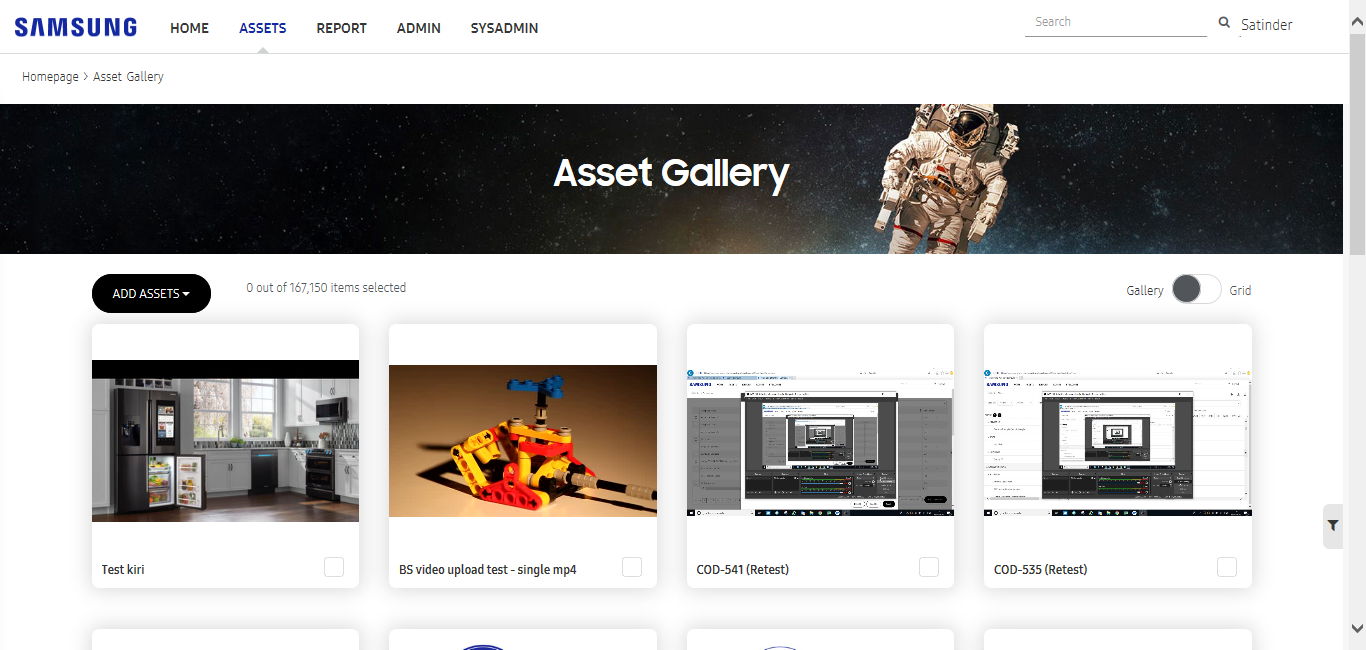 SAMSUNG
HOME
ASSETS
REPORT
ADMIN
SYSADMIN
Search
Satinder
Homepage > Asset Gallery
Asset Gallery
ADD ASSETS
0 out of 167,150 items selected
Gallery
Grid
Test kiri
BS video upload test - single mp4
COD-541 (Retest)
COD-535 (Retest)